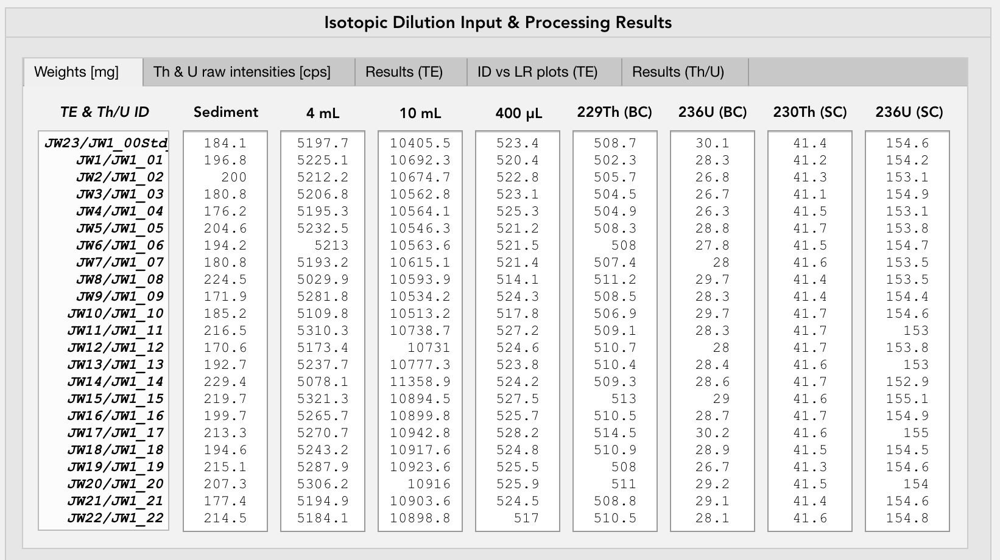 Isotopic Dilution Input & Processing Results
Weights [mg] Th & U raw intensities [cps] Results (TE) ID vs LR plots (TE) Results (Th/U)
TE & Th/U ID Sediment 4 mL 10 mL 400 µL 229Th (BC) 236U (BC) 230Th (SC) 236U (SC)
JW23/JW1_00Std_ 184.1 5197.7 10405.5 523.4 508.7 30.1 41.4 154.6
JW1/JW1_01 196.8 5225.1 10692.3 520.4 502.3 28.3 41.2 154.2
JW2/JW1_02 200 5212.2 10674.7 522.8 505.7 26.8 41.3 153.1
JW3/JW1_03 180.8 5206.8 10562.8 523.1 504.5 26.7 41.1 154.9
JW4/JW1_04 176.2 5195.3 10564.1 525.3 504.9 26.3 41.5 153.1
JW5/JW1_05 204.6 5232.5 10546.3 521.2 508.3 28.8 41.7 153.8
JW6/JW1_06 194.2 5213 10563.6 521.5 508 27.8 41.5 154.7
JW7/JW1_07 180.8 5193.2 10615.1 521.4 507.4 28 41.6 153.5
JW8/JW1_08 224.5 5029.9 10593.9 514.1 511.2 29.7 41.4 153.5
JW9/JW1_09 171.9 5281.8 10534.2 524.3 508.5 28.3 41.4 154.4
JW10/JW1_10 185.2 5109.8 10513.2 517.8 506.9 29.7 41.7 154.6
JW11/JW1_11 216.5 5310.3 10738.7 527.2 509.1 28.3 41.7 153
JW12/JW1_12 170.6 5173.4 10731 524.6 510.7 28 41.7 153.8
JW13/JW1_13 192.7 5237.7 10777.3 523.8 510.4 28.4 41.6 153
JW14/JW1_14 229.4 5078.1 11358.9 524.2 509.3 28.6 41.7 152.9
JW15/JW1_15 219.7 5321.3 10894.5 527.5 513 29 41.6 155.1
JW16/JW1_16 199.7 5265.7 10899.8 525.7 510.5 28.7 41.7 154.9
JW17/JW1_17 213.3 5270.7 10942.8 528.2 514.5 30.2 41.6 155
JW18/JW1_18 194.6 5243.2 10917.6 524.8 510.9 28.9 41.5 154.5
JW19/JW1_19 215.1 5287.9 10923.6 525.5 508 26.7 41.3 154.6
JW20/JW1_20 207.3 5306.2 10916 525.9 511 29.2 41.5 154
JW21/JW1_21 177.4 5194.9 10903.6 524.5 508.8 29.1 41.4 154.6
JW22/JW1_22 214.5 5184.1 10898.8 517 510.5 28.1 41.6 154.8